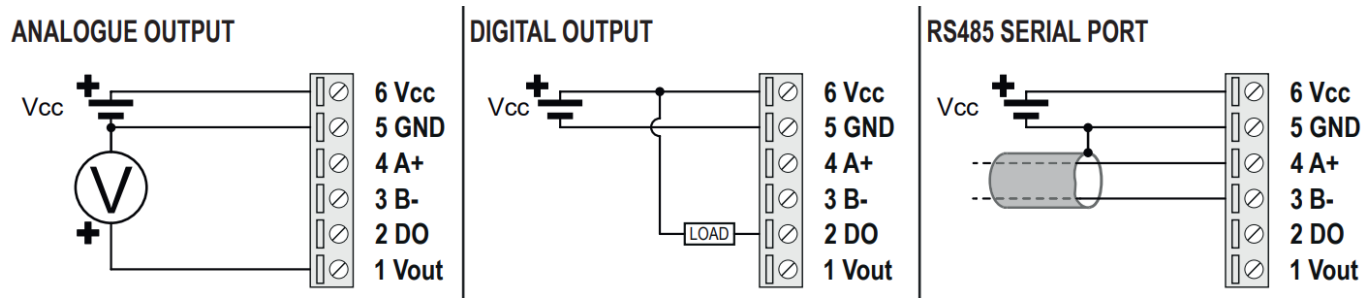 ANALOGUE OUTPUT
Vcc
V
6 Vcc
5 GND
4 A+
3 B-
2 DO
1 Vout
DIGITAL OUTPUT
Vcc
LOAD
6 Vcc
5 GND
4 A+
3 B-
2 DO
1 Vout
RS485 SERIAL PORT
Vcc
6 Vcc
5 GND
4 A+
3 B-
2 DO
1 Vout